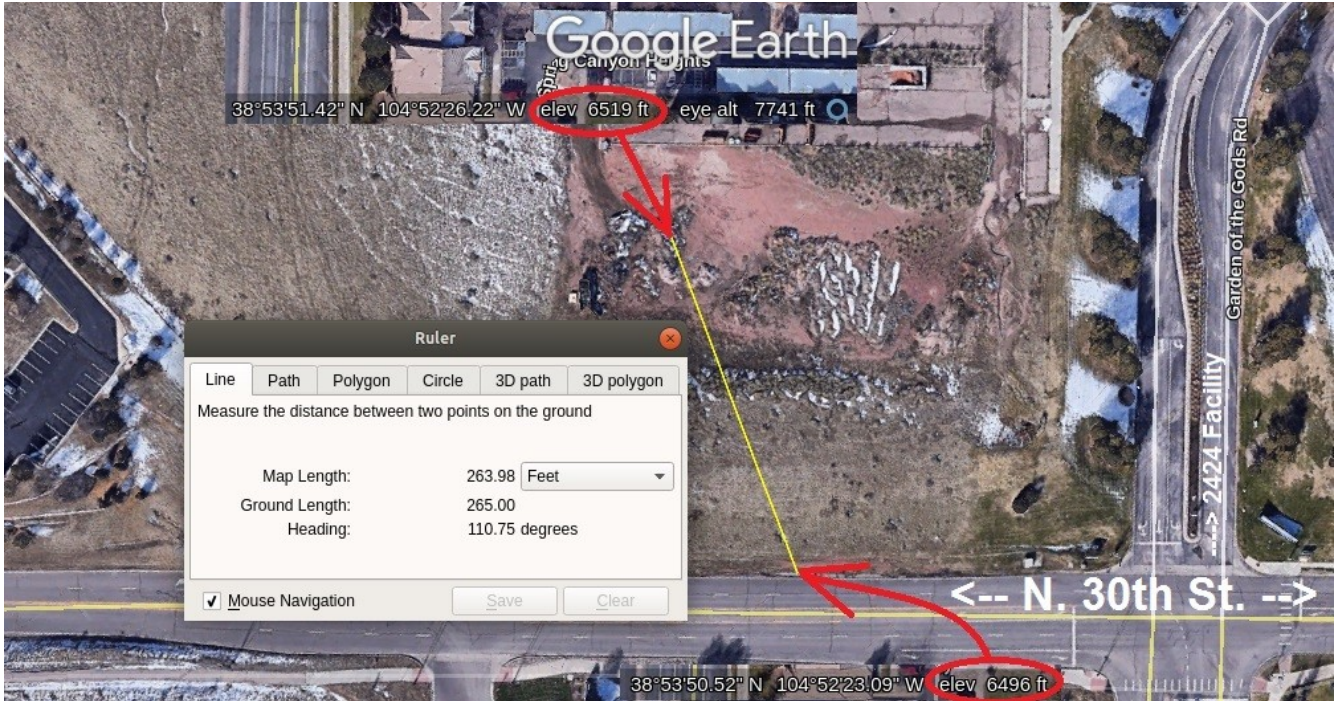 Google Earth
Spring Canyon Heights
38°53'51.42" N 104°52'26.22" W elev 6519 ft eye alt 7741 ft
Garden of the Gods Rd
Ruler
Line Path Polygon Circle 3D path 3D polygon
Measure the distance between two points on the ground
Map Length: 263.98 Feet
Ground Length: 265.00
Heading: 110.75 degrees
Mouse Navigation Save Clear
----> 2424 Facility
<-- N. 30th St. -->
38°53'50.52" N 104°52'23.09" W elev 6496 ft